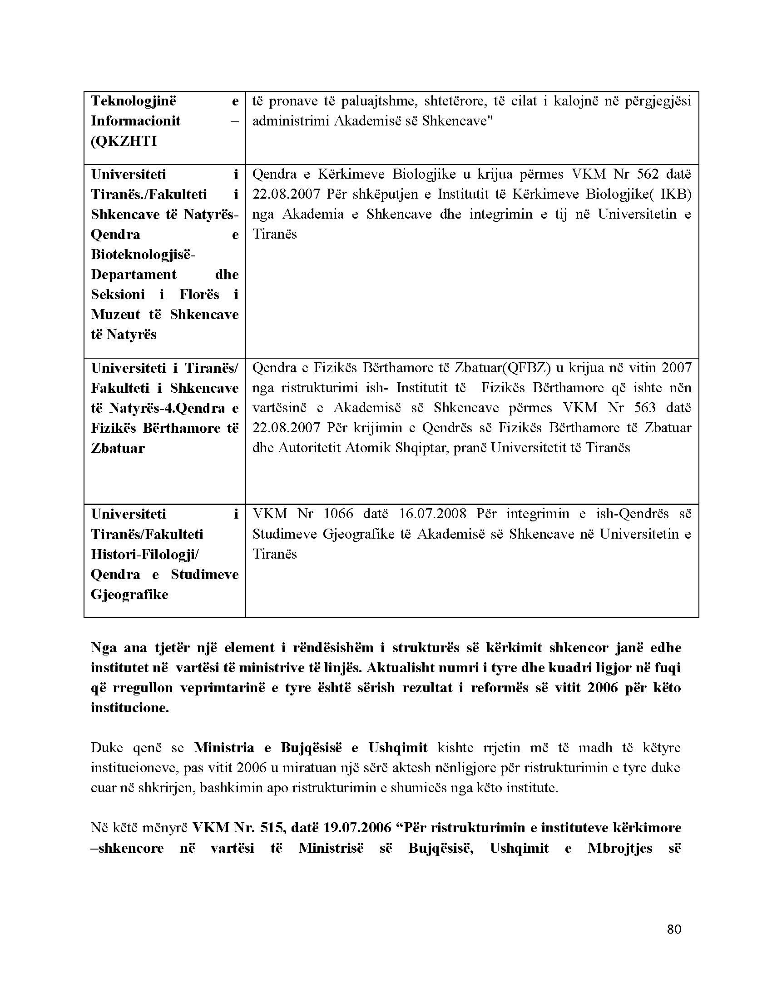 Teknologjinë e
Informacionit –
(QKZHTI
të pronave të paluajtshme, shtetërore, të cilat i kalojnë në përgjegjësi
administrimi Akademisë së Shkencave"
Universiteti i
Tiranës./Fakulteti i
Shkencave të Natyrës-
Qendra e
Bioteknologjisë-
Departament dhe
Seksioni i Florës i
Muzeut të Shkencave
të Natyrës
Qendra e Kërkimeve Biologjike u krijua përmes VKM Nr 562 datë
22.08.2007 Për shkëputjen e Institutit të Kërkimeve Biologjike( IKB)
nga Akademia e Shkencave dhe integrimin e tij në Universitetin e
Tiranës
Universiteti i Tiranës/
Fakulteti i Shkencave
të Natyrës-4.Qendra e
Fizikës Bërthamore të
Zbatuar
Qendra e Fizikës Bërthamore të Zbatuar(QFBZ) u krijua në vitin 2007
nga ristrukturimi ish- Institutit të  Fizikës Bërthamore që ishte nën
vartësinë e Akademisë së Shkencave përmes VKM Nr 563 datë
22.08.2007 Për krijimin e Qendrës së Fizikës Bërthamore të Zbatuar
dhe Autoritetit Atomik Shqiptar, pranë Universitetit të Tiranës
Universiteti i
Tiranës/Fakulteti
Histori-Filologji/
Qendra e Studimeve
Gjeografike
VKM Nr 1066 datë 16.07.2008 Për integrimin e ish-Qendrës së
Studimeve Gjeografike të Akademisë së Shkencave në Universitetin e
Tiranës
Nga ana tjetër një element i rëndësishëm i strukturës së kërkimit shkencor janë edhe
institutet në  vartësi të ministrive të linjës. Aktualisht numri i tyre dhe kuadri ligjor në fuqi
që rregullon veprimtarinë e tyre është sërish rezultat i reformës së vitit 2006 për këto
institucione.
Duke qenë se Ministria e Bujqësisë e Ushqimit kishte rrjetin më të madh të këtyre
institucioneve, pas vitit 2006 u miratuan një sërë aktesh nënligjore për ristrukturimin e tyre duke
cuar në shkrirjen, bashkimin apo ristrukturimin e shumicës nga këto institute.
Në këtë mënyrë VKM Nr. 515, datë 19.07.2006 “Për ristrukturimin e instituteve kërkimore
–shkencore në vartësi të Ministrisë së Bujqësisë, Ushqimit e Mbrojtjes së
80